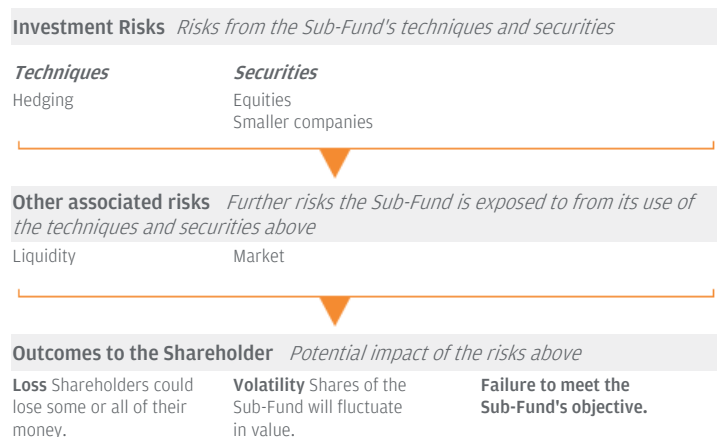 Investment Risks Risks from the Sub-Fund's techniques and securities
Techniques Securities
Hedging Equities
Smaller companies
Other associated risks Further risks the Sub-Fund is exposed to from its use of
the techniques and securities above
Liquidity Market
Outcomes to the Shareholder Potential impact of the risks above
Loss Shareholders could
lose some or all of their
money.
Volatility Shares of the
Sub-Fund will fluctuate
in value.
Failure to meet the
Sub-Fund's objective.